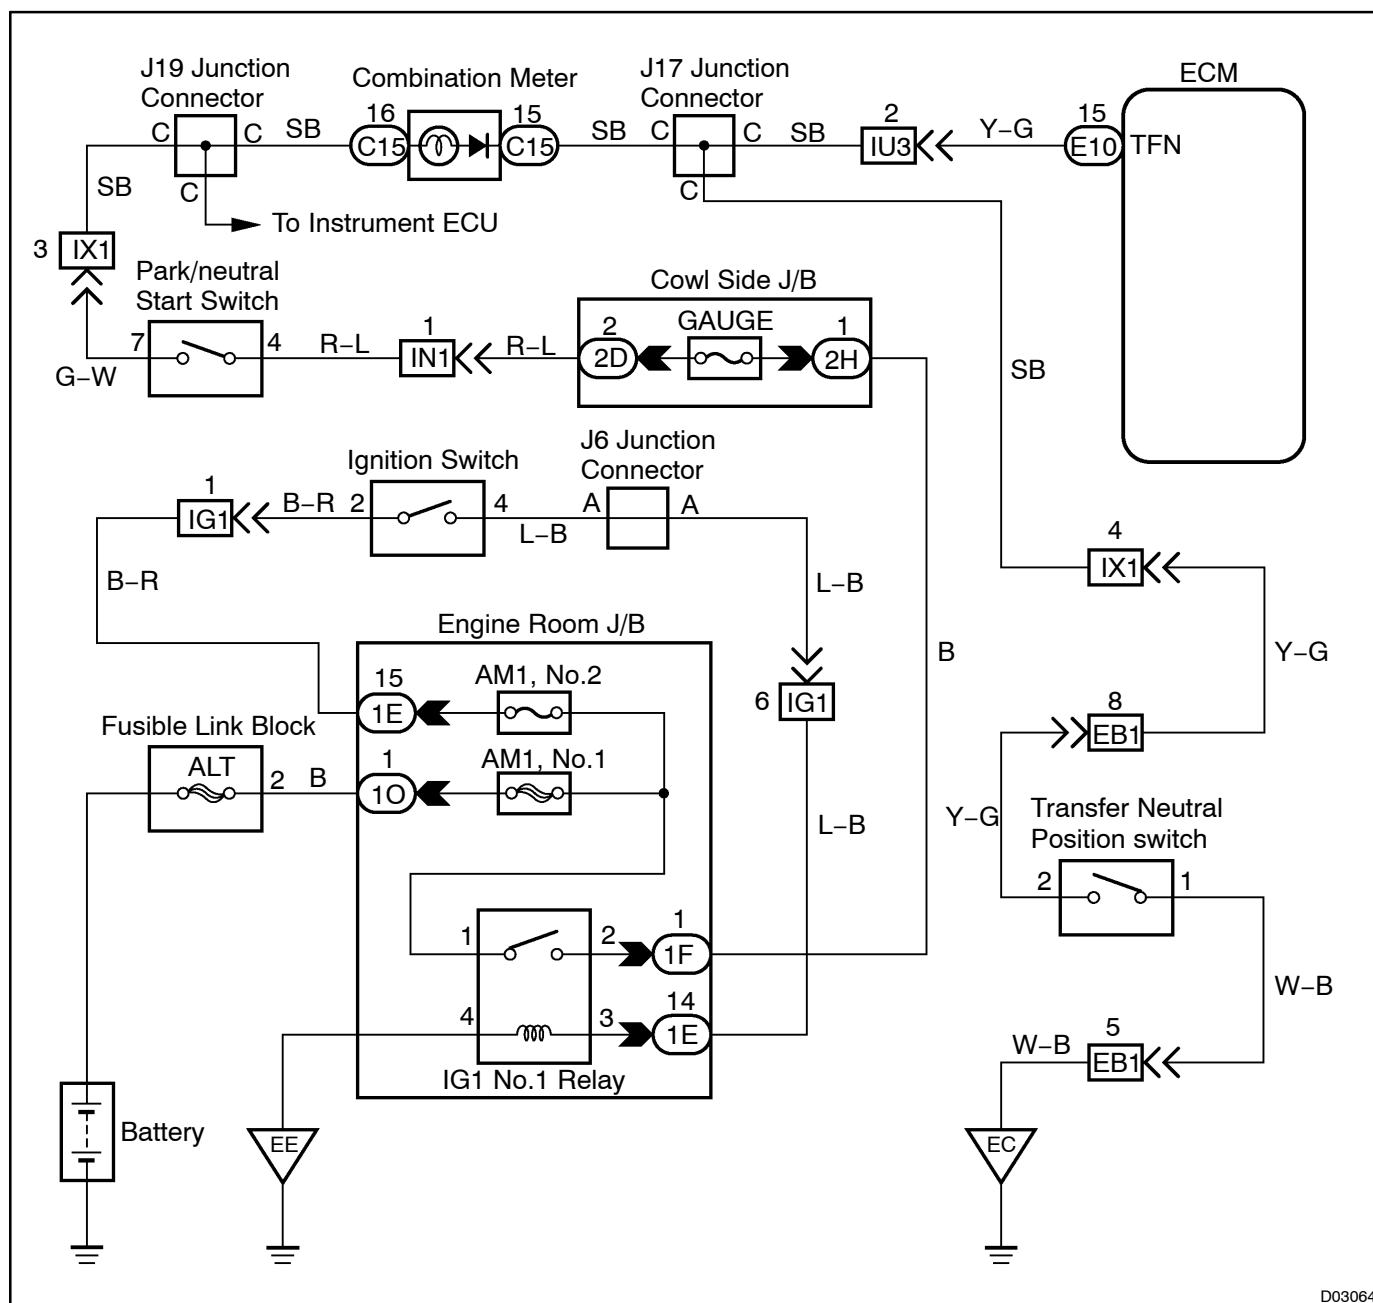 J19 Junction
Connector
Combination Meter
J17 Junction
Connector
ECM
16
15
2
15
C
C
SB
C15
C15
SB
C
C
SB
IU3
Y-G
E10
TFN
SB
C
C
To Instrument ECU
3
IX1
Park/neutral
Start Switch
Cowl Side J/B
GAUGE
7
4
R-L
1
IN1
R-L
2
2D
1
2H
G-W
SB
Ignition Switch
J6 Junction
Connector
1
IG1
B-R
2
4
L-B
A
A
4
IX1
B-R
L-B
Engine Room J/B
B
Y-G
15
1E
AM1, No.2
6
IG1
8
EB1
Fusible Link Block
ALT
2
B
1
1O
AM1, No.1
L-B
Y-G
Transfer Neutral
Position switch
2
1
1
2
1
1F
W-B
4
3
14
1E
W-B
5
EB1
IG1 No.1 Relay
Battery
EE
EC
D03064